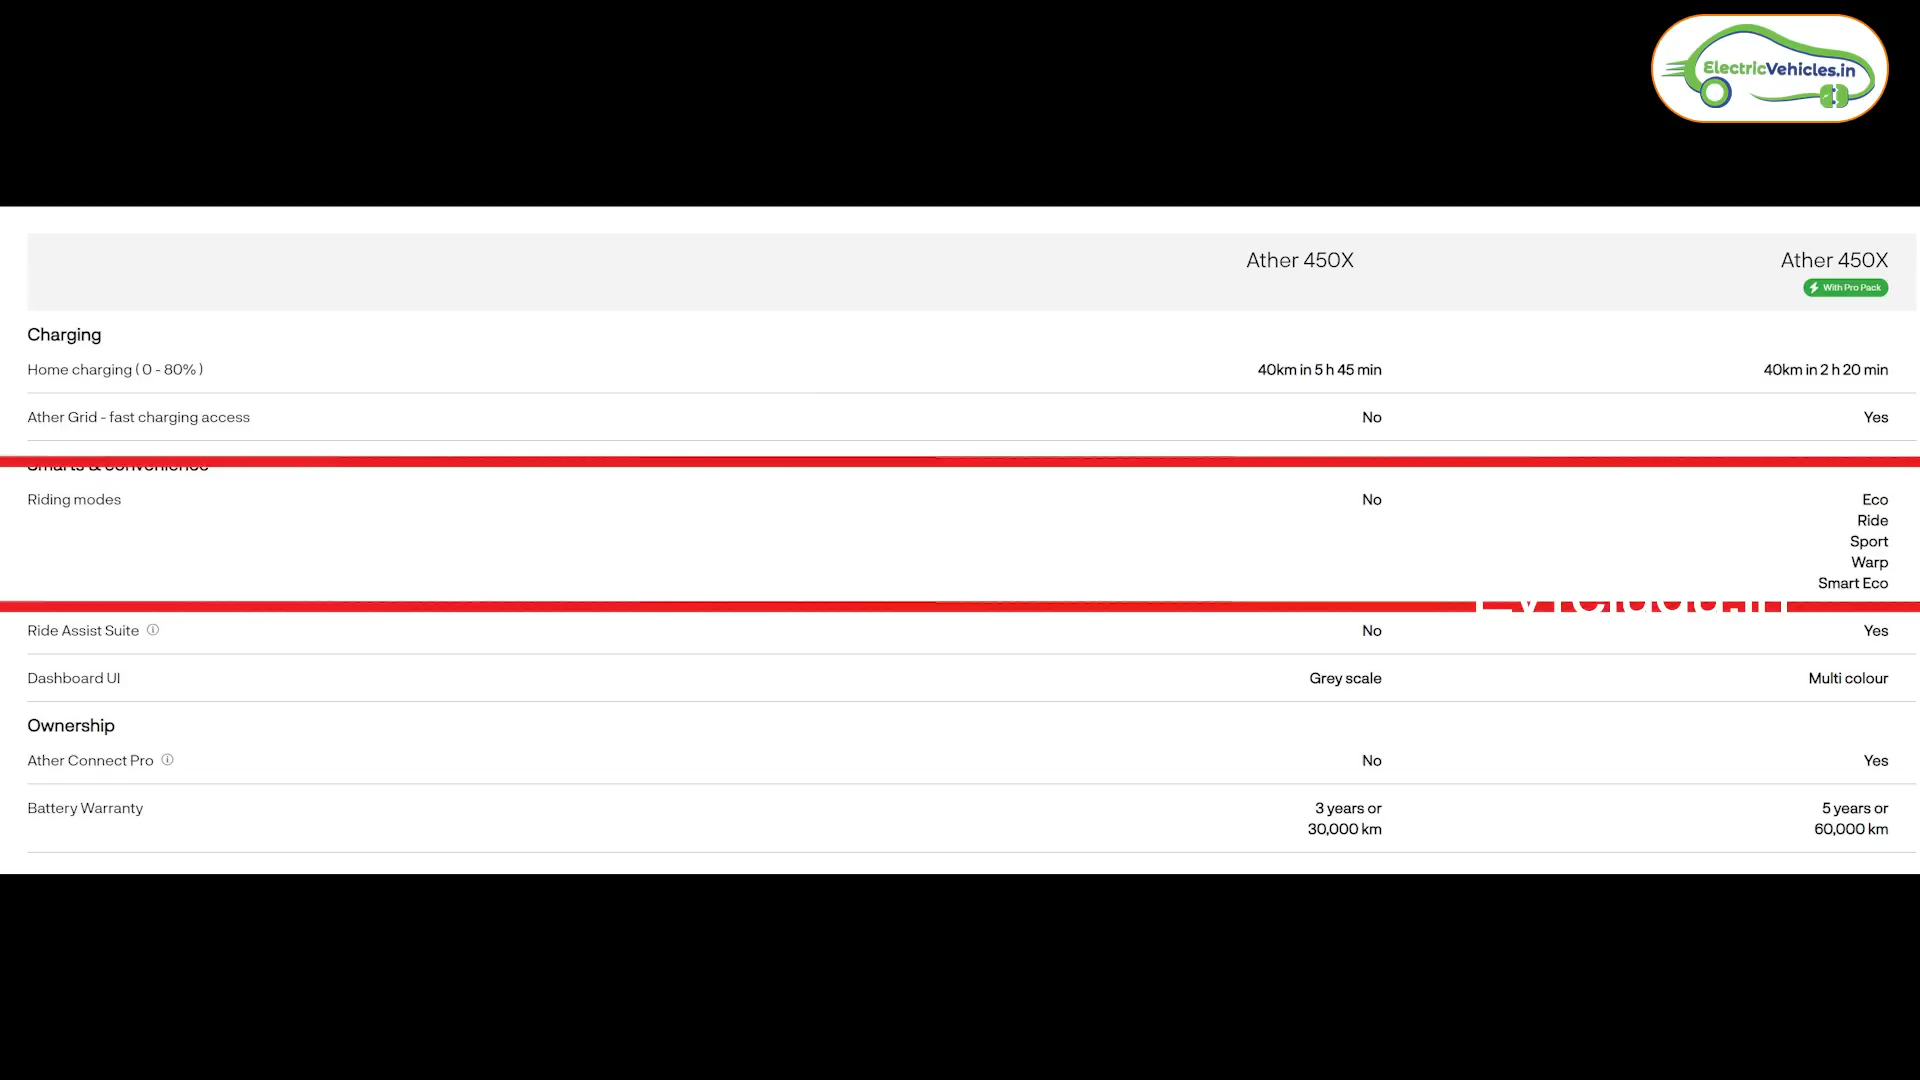 ElectricVehicles.in
Ather 450X Ather 450X
With Pro Pack
Charging
Home charging ( 0 - 80% ) 40km in 5 h 45 min 40km in 2 h 20 min
Ather Grid - fast charging access No Yes
Smarts & convenience
Riding modes No Eco
Ride
Sport
Warp
Smart Eco
Ride Assist Suite No Yes
Dashboard UI Grey scale Multi colour
Ownership
Ather Connect Pro No Yes
Battery Warranty 3 years or 5 years or
30,000 km 60,000 km